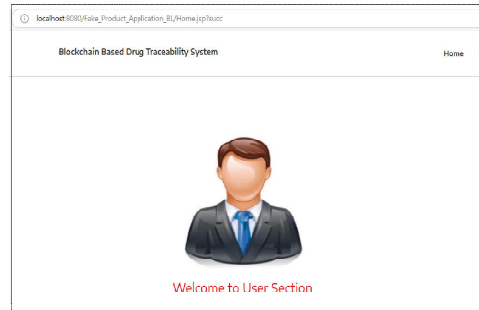 localhost:8080/Fake_Product_Application_BL/Home.jsp?succ
Blockchain Based Drug Traceability System
Home
Welcome to User Section